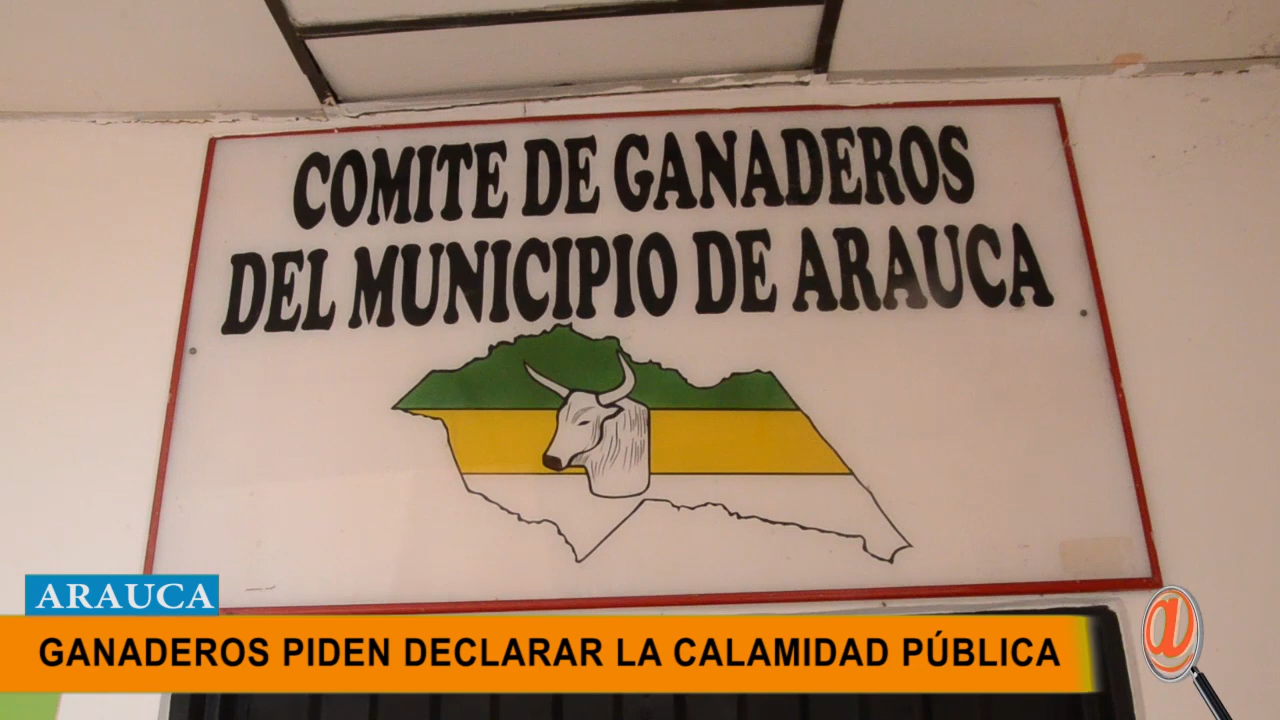 COMITE DE GANADEROS
DEL MUNICIPIO DE ARAUCA
ARAUCA
GANADEROS PIDEN DECLARAR LA CALAMIDAD PÚBLICA
@